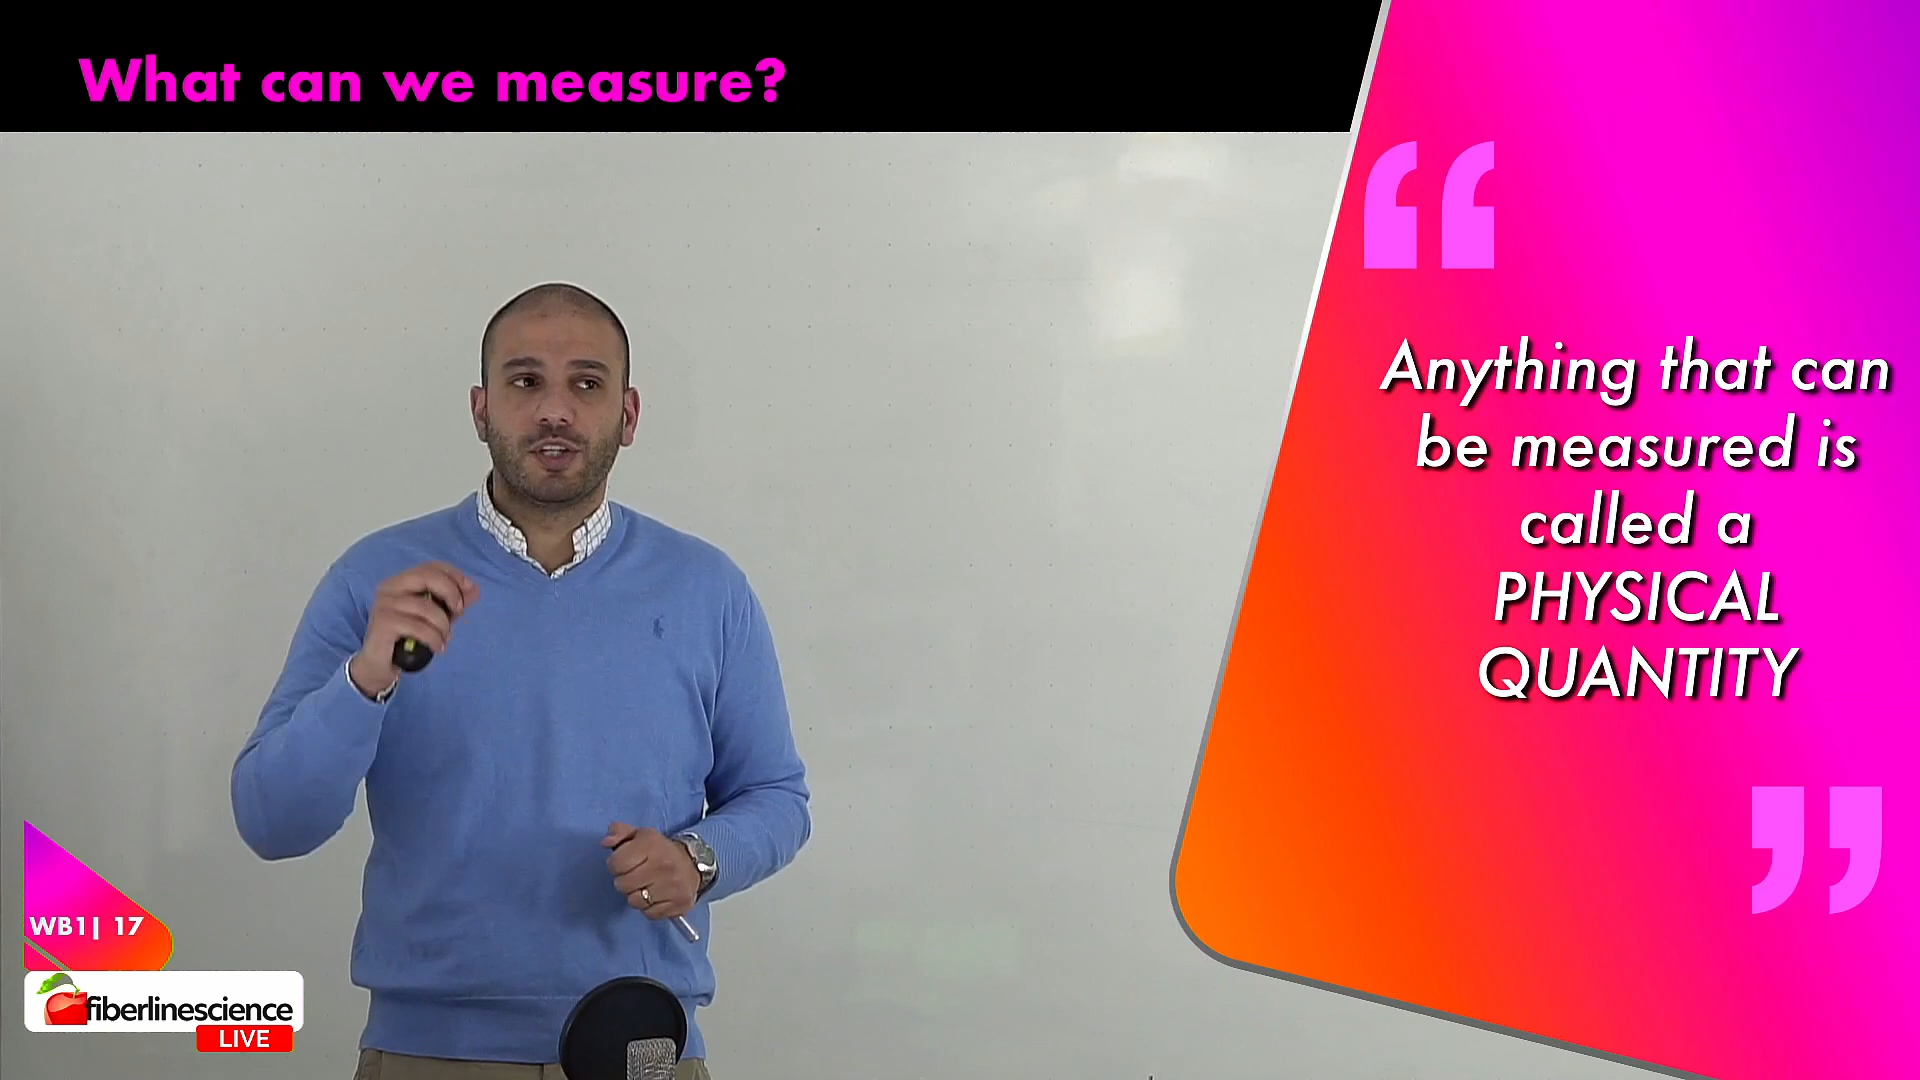 What can we measure?
“
Anything that can
be measured is
called a
PHYSICAL
QUANTITY
”
WB1| 17
fiberlinescience
LIVE